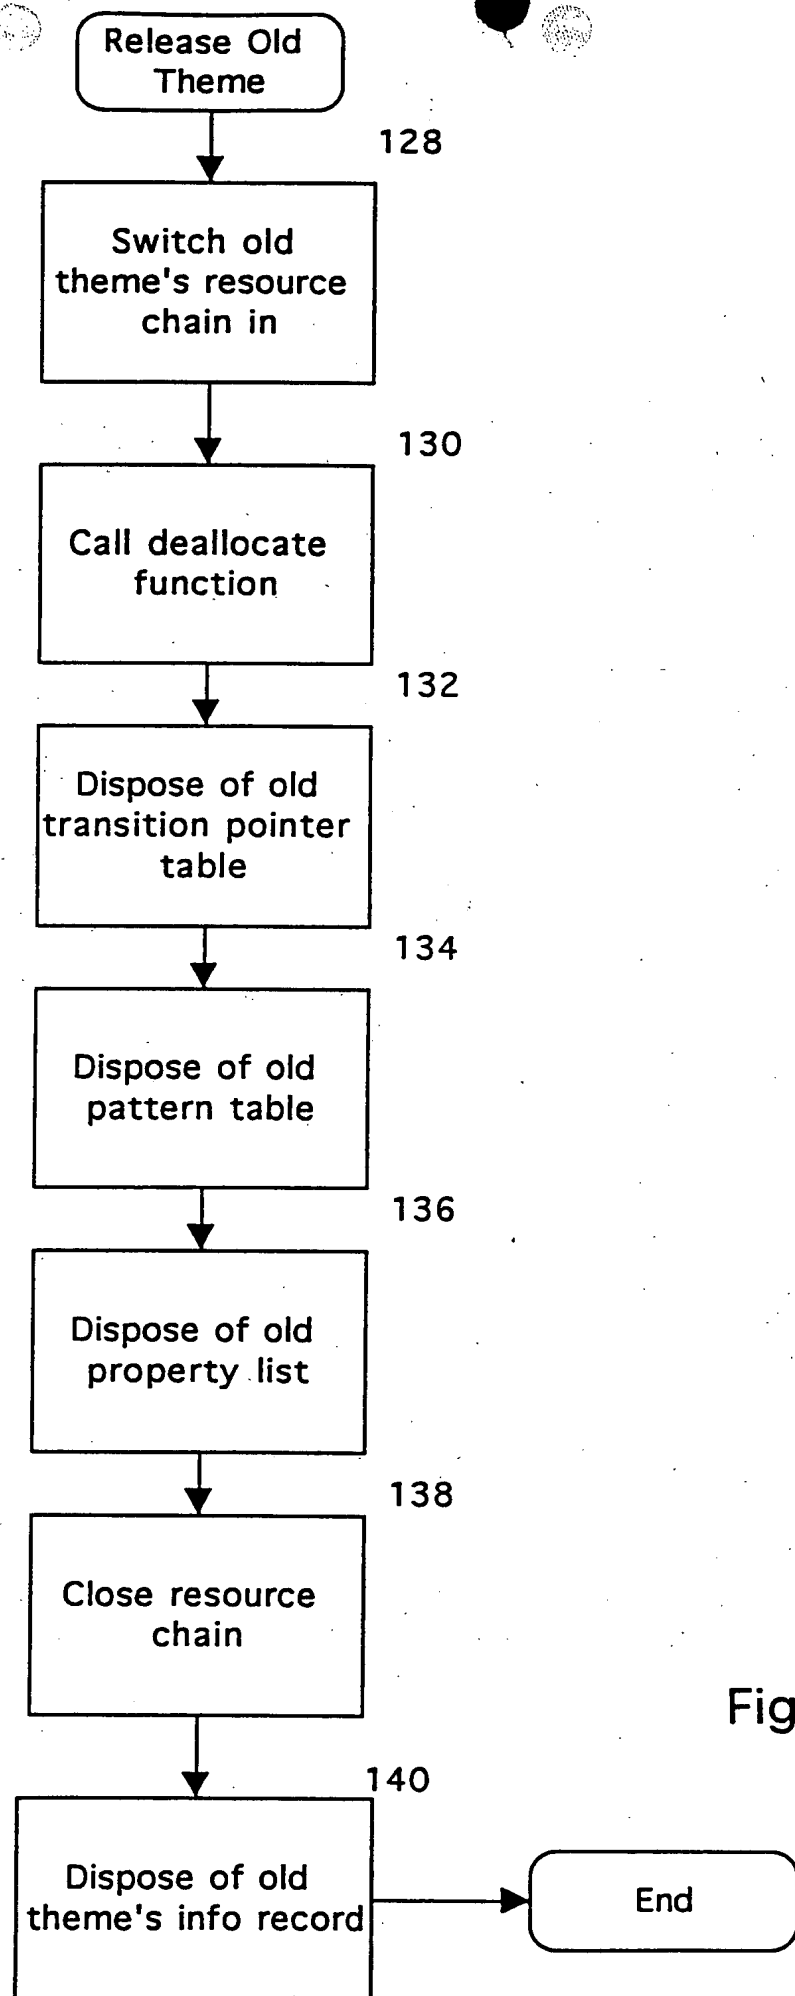 Release Old
Theme
128
Switch old
theme's resource
chain in
130
Call deallocate
function
132
Dispose of old
transition pointer
table
134
Dispose of old
pattern table
136
Dispose of old
property list
138
Close resource
chain
Fig
140
Dispose of old
theme's info record
End